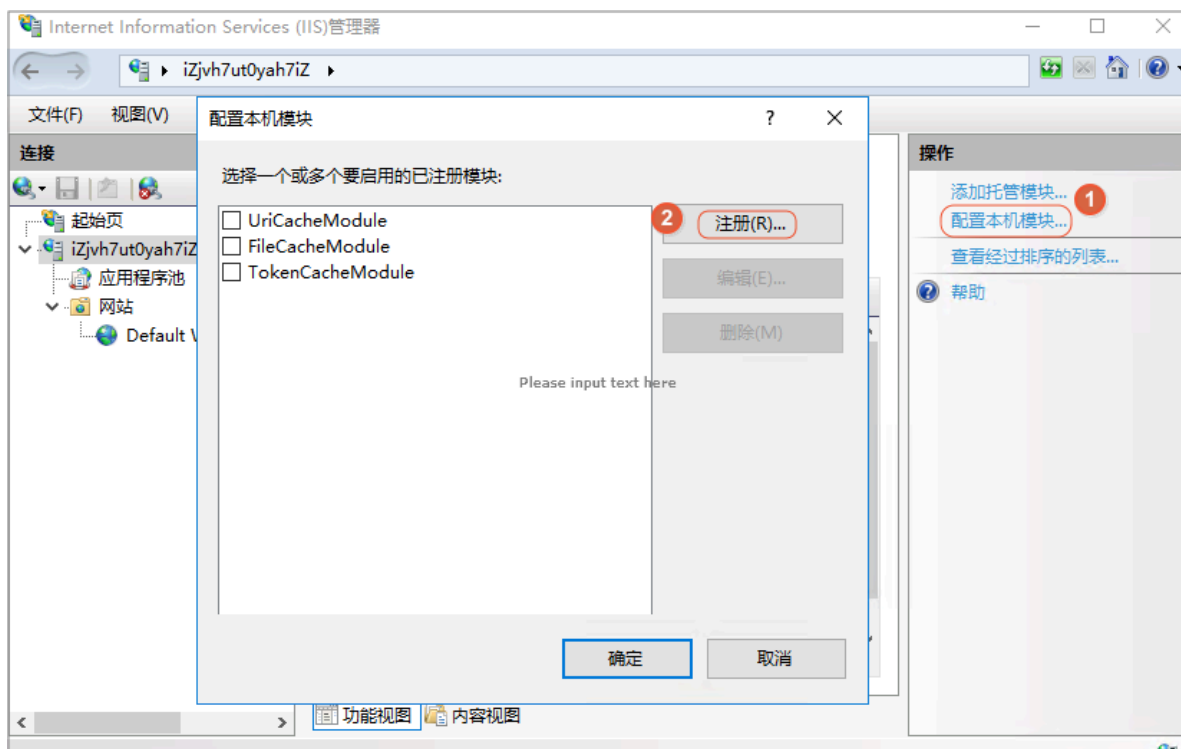 Internet Information Services (IIS)管理器
iZjvh7ut0yah7iZ
文件(F) 视图(V)
配置本机模块
?
连接
操作
选择一个或多个要启用的已注册模块:
添加托管模块...
1
起始页
UriCacheModule
2
注册(R)...
配置本机模块...
iZjvh7ut0yah7iZ
FileCacheModule
查看经过排序的列表...
应用程序池
TokenCacheModule
编辑(E)...
帮助
网站
Default
删除(M)
Please input text here
确定
取消
功能视图
内容视图